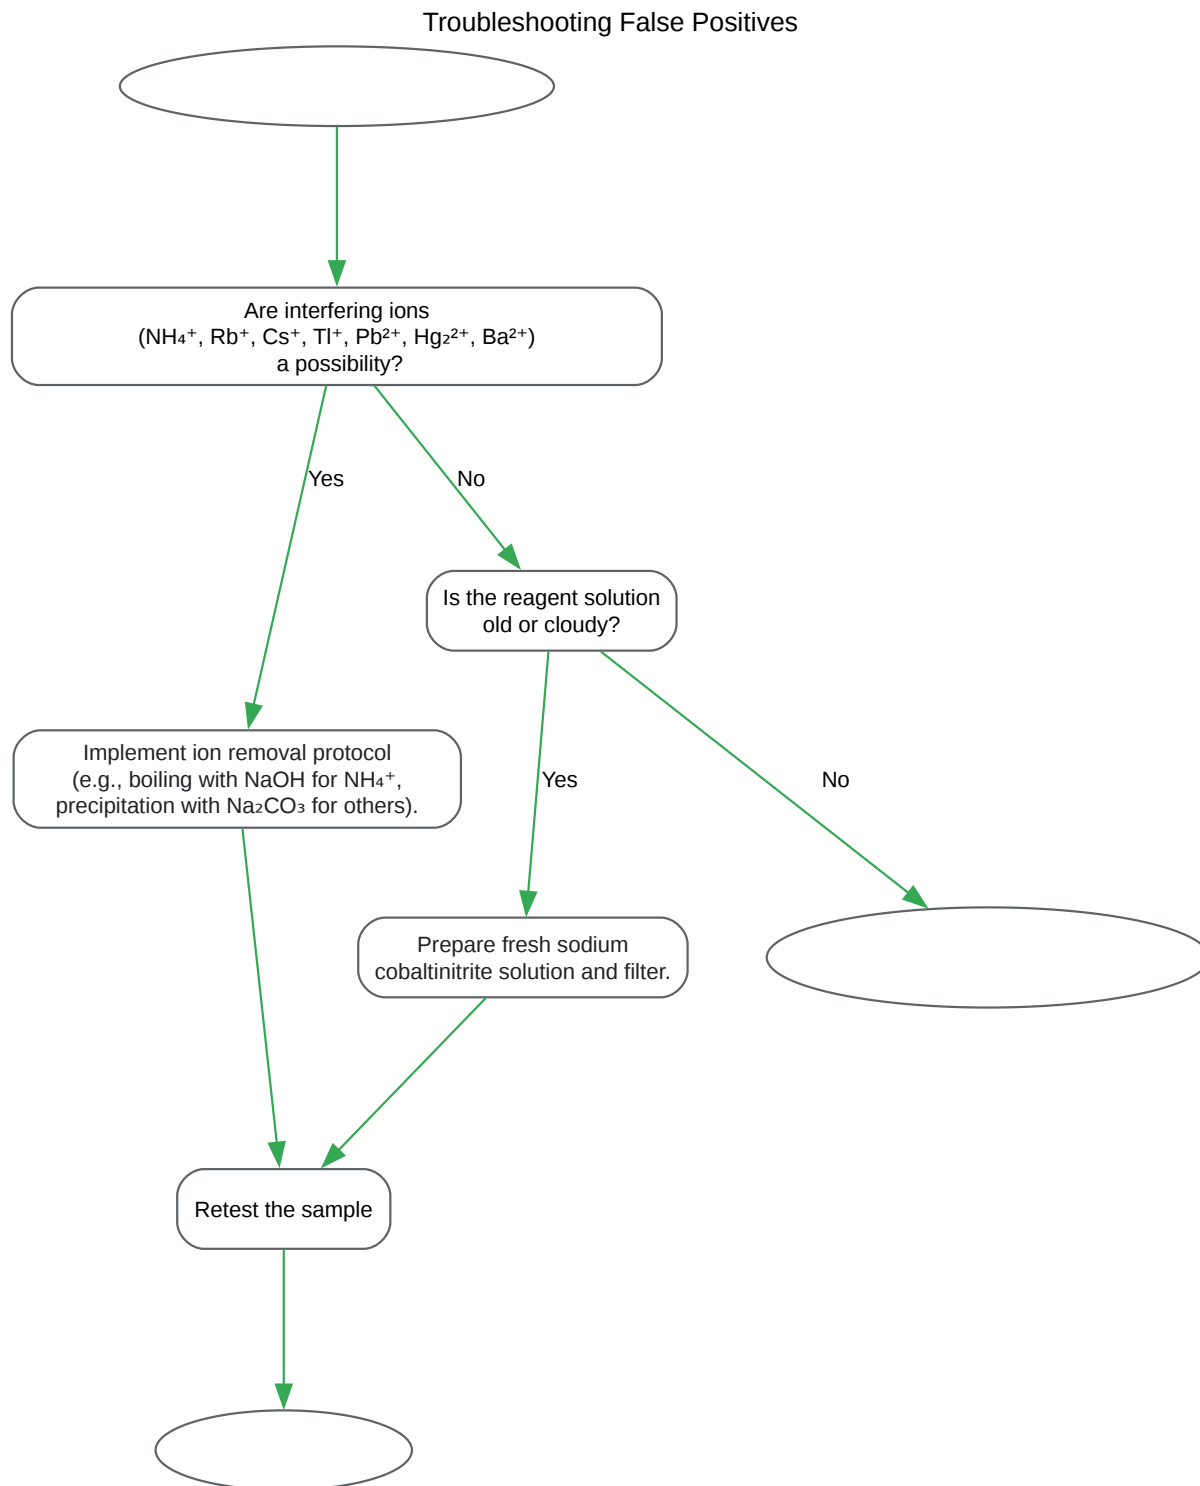 Troubleshooting False Positives
Are interfering ions
(NH₄⁺, Rb⁺, Cs⁺, Tl⁺, Pb²⁺, Hg₂²⁺, Ba²⁺)
a possibility?
Yes
No
Is the reagent solution
old or cloudy?
Implement ion removal protocol
(e.g., boiling with NaOH for NH₄⁺,
precipitation with Na₂CO₃ for others).
Yes
No
Prepare fresh sodium
cobaltinitrite solution and filter.
Retest the sample